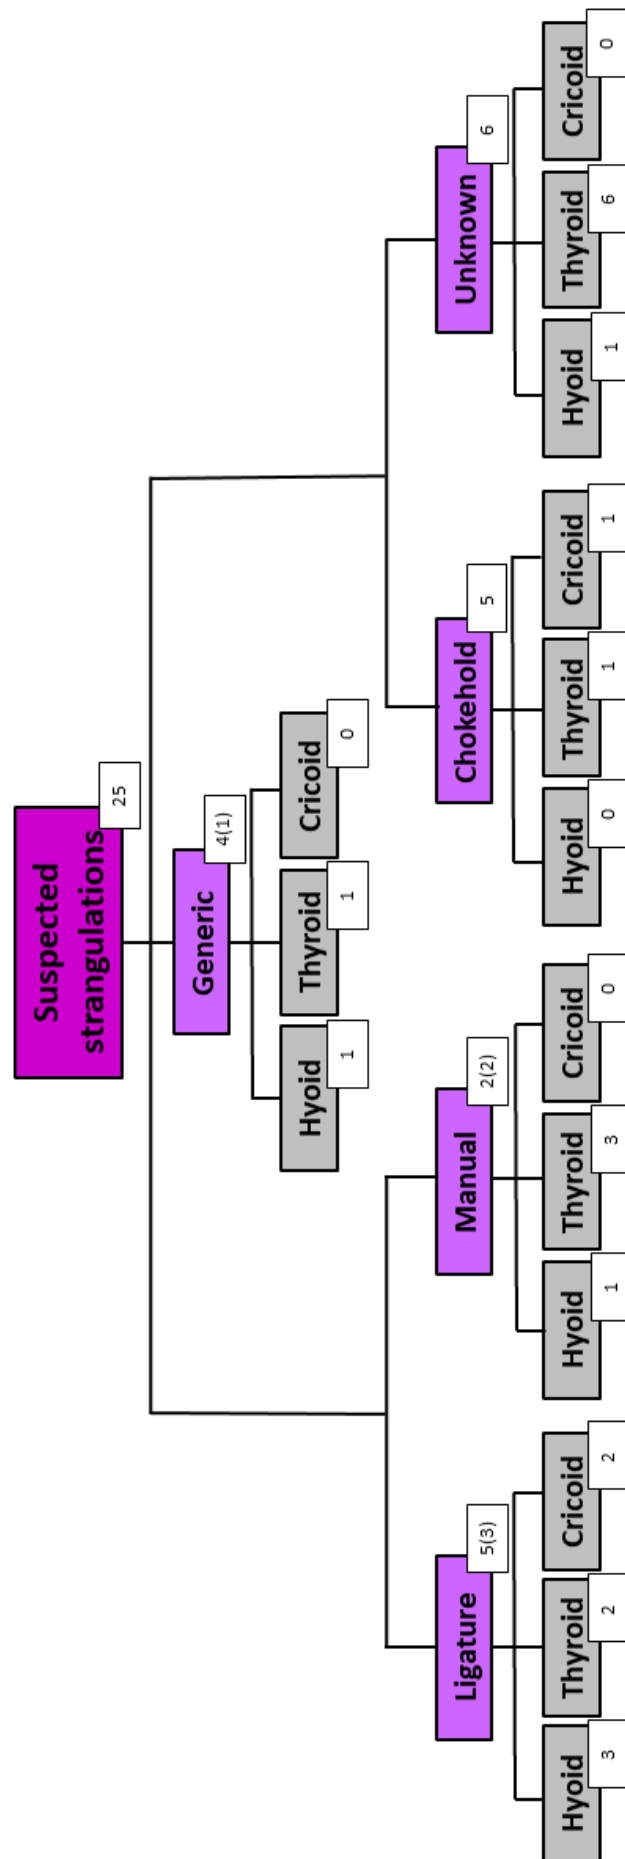 Suspected
strangulations
25
Generic
4(1)
Hyoid
1
Thyroid
1
Cricoid
0
Ligature
5(3)
Hyoid
3
Thyroid
2
Cricoid
2
Manual
2(2)
Hyoid
1
Thyroid
3
Cricoid
0
Chokehold
5
Hyoid
0
Thyroid
1
Cricoid
1
Unknown
6
Hyoid
1
Thyroid
6
Cricoid
0